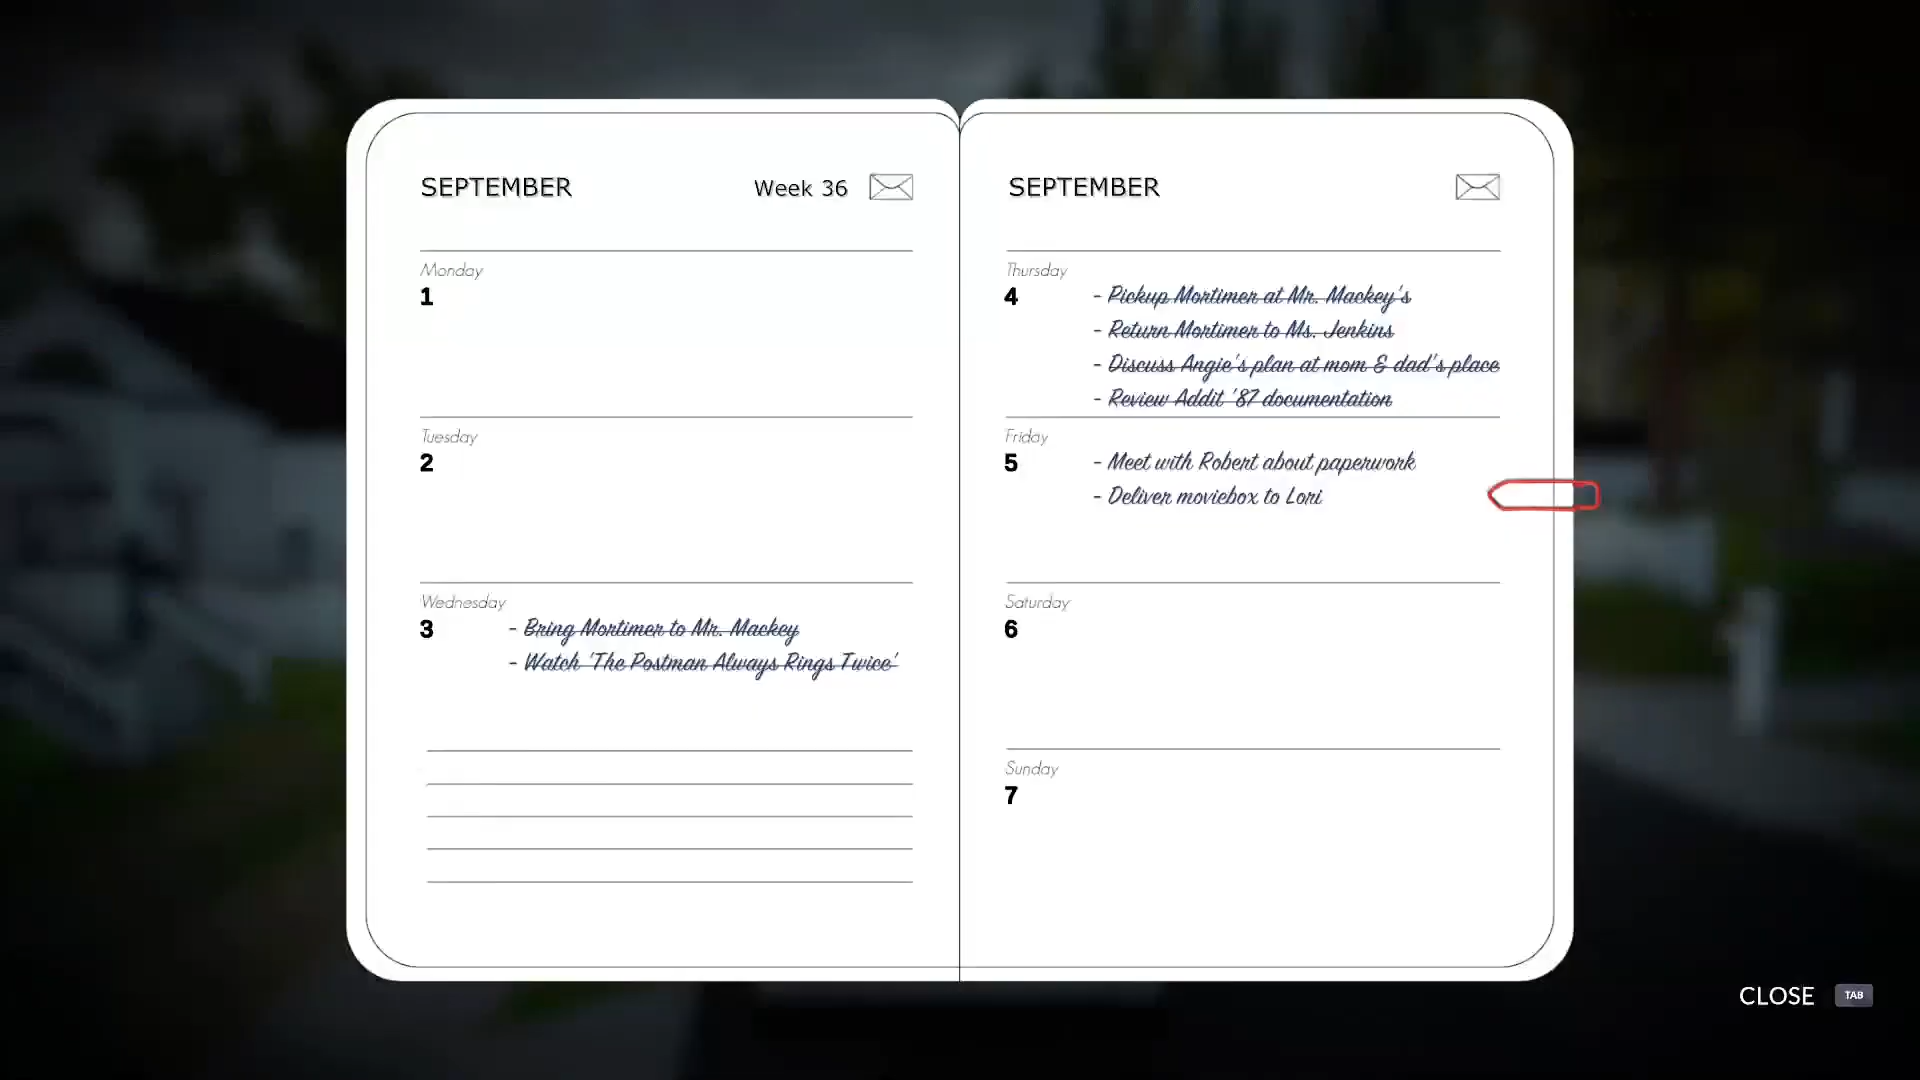 SEPTEMBER
Week 36
Monday
1
Tuesday
2
Wednesday
3
- Bring Mortimer to Mr. Mackey
- Watch 'The Postman Always Rings Twice'
SEPTEMBER
Thursday
4
- Pickup Mortimer at Mr. Mackey's
- Return Mortimer to Ms. Jenkins
- Discuss Angie's plan at mom & dad's place
- Review Addit '87 documentation
Friday
5
- Meet with Robert about paperwork
- Deliver moviebox to Lori
Saturday
6
Sunday
7
CLOSE TAB